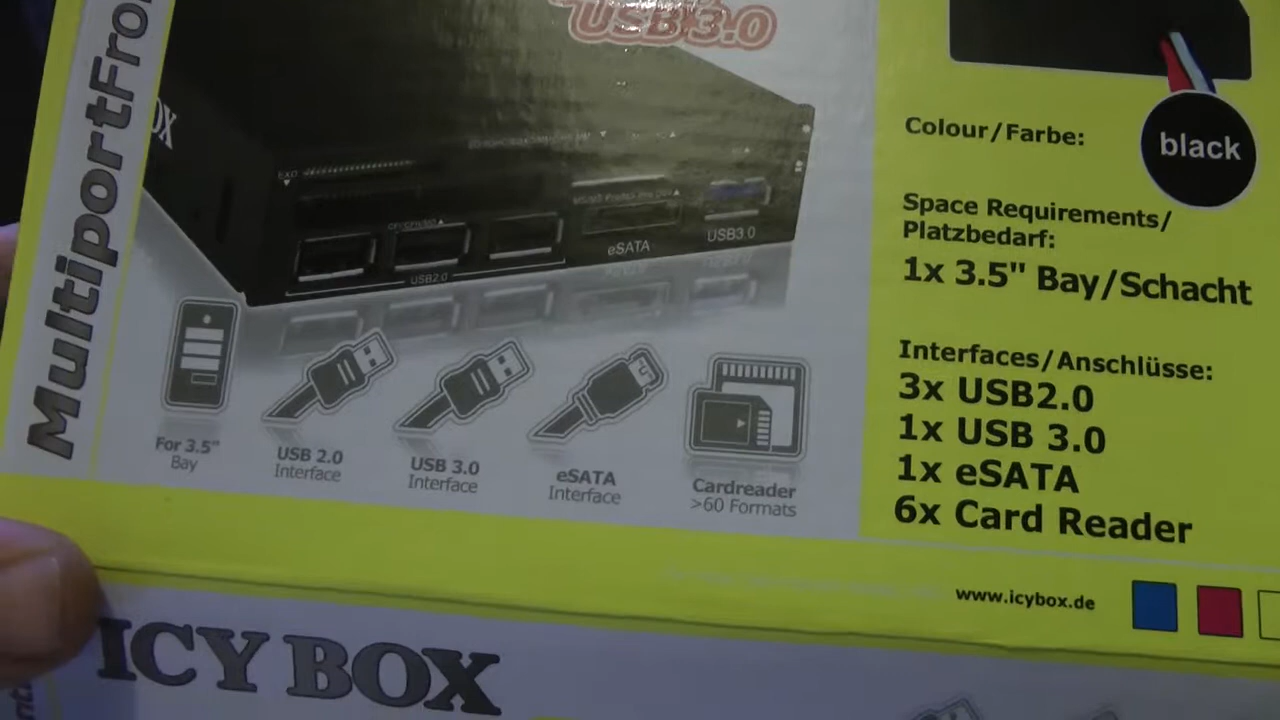 USB3.0
MultiportFro
OX
USB2.0
eSATA
USB3.0
For 3.5"
Bay
USB 2.0
Interface
USB 3.0
Interface
eSATA
Interface
Cardreader
>60 Formats
Colour/Farbe:
black
Space Requirements/
Platzbedarf:
1x 3.5" Bay/Schacht
Interfaces/Anschlüsse:
3x USB2.0
1x USB 3.0
1x eSATA
6x Card Reader
www.icybox.de
ICY BOX